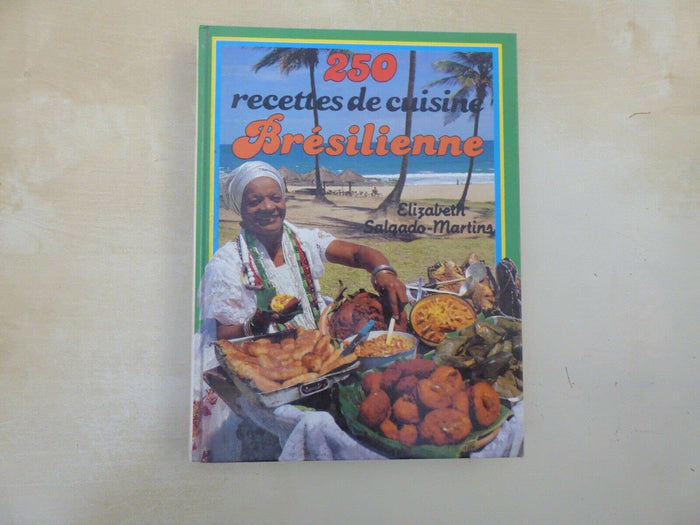 250
recettes de cuisine
Brésilienne
Elizabeth
Salgado-Martins